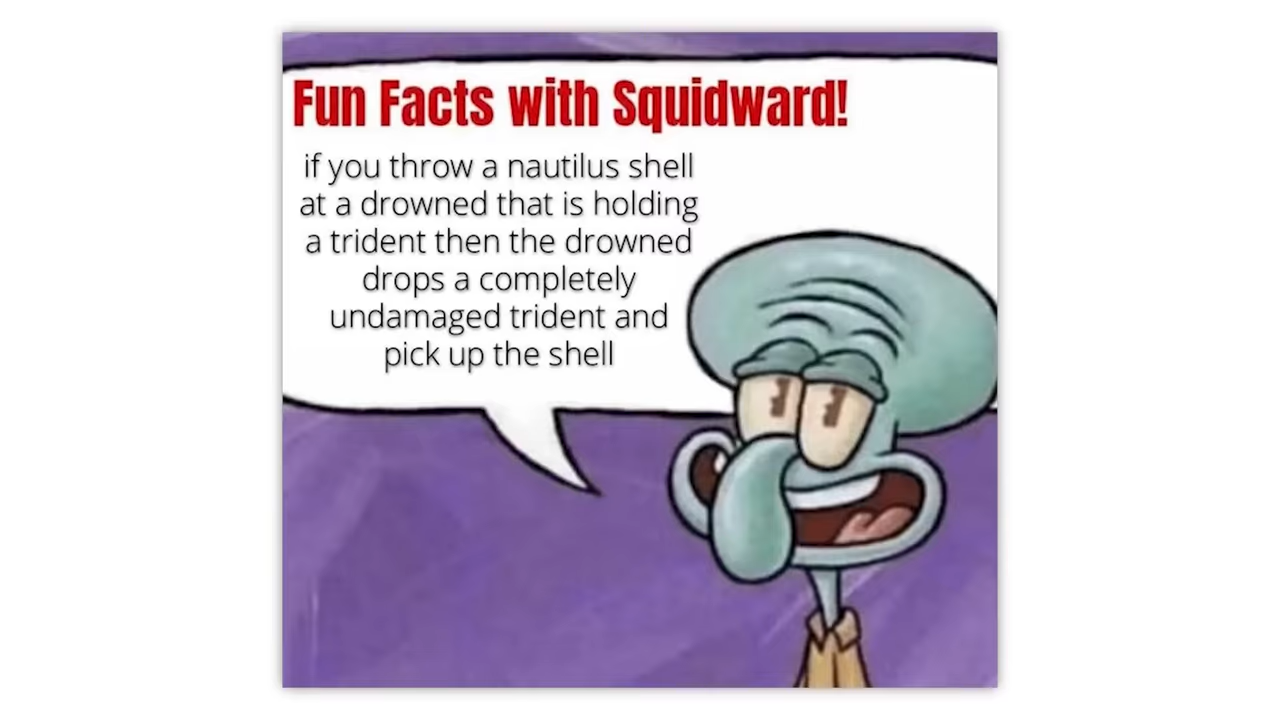 Fun Facts with Squidward!
if you throw a nautilus shell
at a drowned that is holding
a trident then the drowned
drops a completely
undamaged trident and
pick up the shell